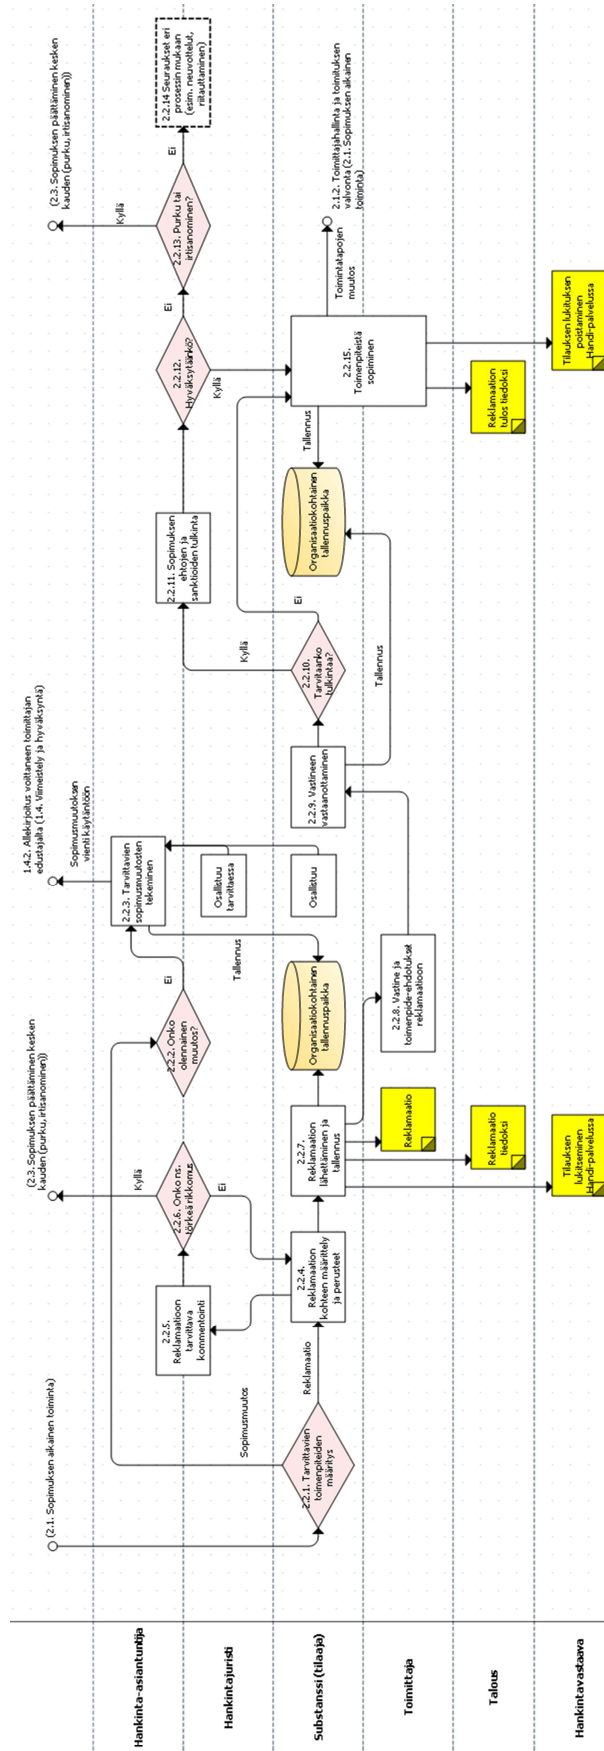 (2.1. Sopimuksen aikainen toiminta)
(2.3. Sopimuksen päättäminen kesken
kauden (purku, irtisanominen))
1.4.2. Allekirjoitus voittaneen toimittajan
edustajalta (1.4. Viimeistely ja hyväksyntä)
(2.3. Sopimuksen päättäminen kesken
kauden (purku, irtisanominen))
Hankinta-asiantuntija
Hankintajuristi
Substanssi (tilaaja)
Toimittaja
Talous
Hankintavastaava
2.2.1. Tarvittavien
toimenpiteiden
määritys
Sopimusmuutos
Reklamaatio
2.2.5.
Reklamaatioon
tarvittava
kommentointi
2.2.4.
Reklamaation
kohteen määrittely
ja perusteet
2.2.6. Onko ns.
törkeä rikkomus
Kyllä
Ei
2.2.7.
Reklamaation
lähettäminen ja
tallennus
Reklamaatio
Reklamaatio
tiedoksi
Tilauksen
lukitseminen
Handi-palvelussa
2.2.2. Onko
olennainen
muutos?
Ei
Organisaatiokohtainen
tallennuspaikka
Tallennus
2.2.8. Vastine ja
toimenpide-ehdotukset
reklamaatioon
2.2.3. Tarvittavien
sopimusmuutosten
tekeminen
Sopimusmuutoksen
vienti käytäntöön
Osallistuu
tarvittaessa
Osallistuu
2.2.9. Vastineen
vastaanottaminen
Tallennus
2.2.10.
Tarvitaanko
tulkintaa?
Kyllä
Ei
2.2.11. Sopimuksen
ehtojen ja
sanktioiden tulkinta
Organisaatiokohtainen
tallennuspaikka
Tallennus
2.2.12.
Hyväksytäänkö?
Kyllä
Ei
2.2.15.
Toimenpiteistä
sopiminen
Reklamaation
tulos tiedoksi
Tilauksen lukituksen
poistaminen
Handi-palvelussa
2.2.13. Purku tai
irtisanominen?
Kyllä
Ei
Toimintatapojen
muutos
2.1.2. Toimittajahallinta ja toimituksen
valvonta (2.1. Sopimuksen aikainen
toiminta)
2.2.14 Seuraukset eri
prosessin mukaan
(esim. neuvottelut,
riitauttaminen)